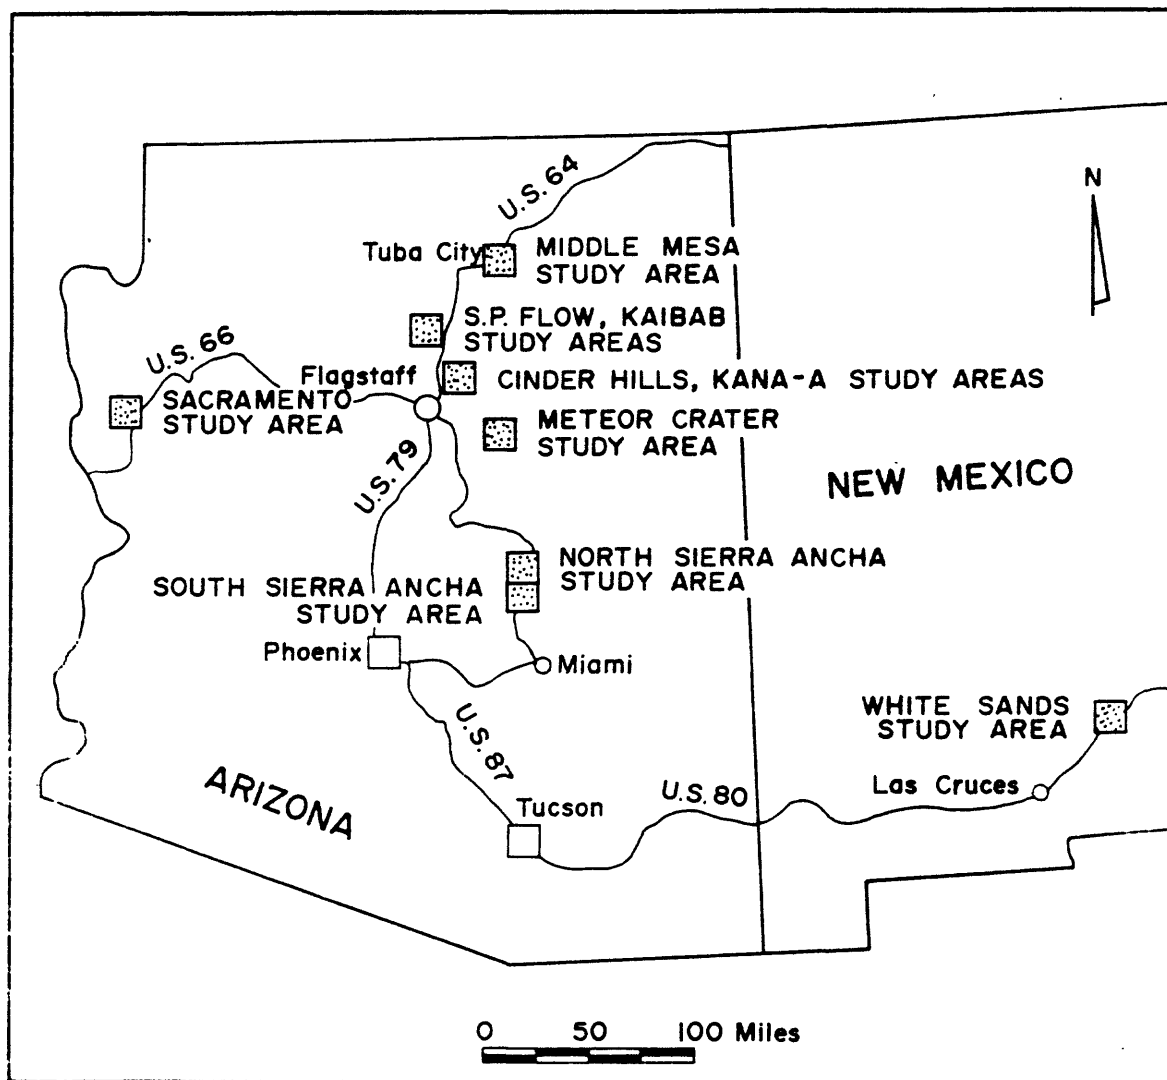 N
U.S. 64
Tuba City
MIDDLE MESA
STUDY AREA
S.P. FLOW, KAIBAB
STUDY AREAS
U.S. 66
Flagstaff
CINDER HILLS, KANA-A STUDY AREAS
SACRAMENTO
STUDY AREA
METEOR CRATER
STUDY AREA
U.S. 79
NEW MEXICO
NORTH SIERRA ANCHA
STUDY AREA
SOUTH SIERRA ANCHA
STUDY AREA
Phoenix
Miami
WHITE SANDS
STUDY AREA
U.S. 87
ARIZONA
Tucson
U.S. 80
Las Cruces
0 50 100 Miles